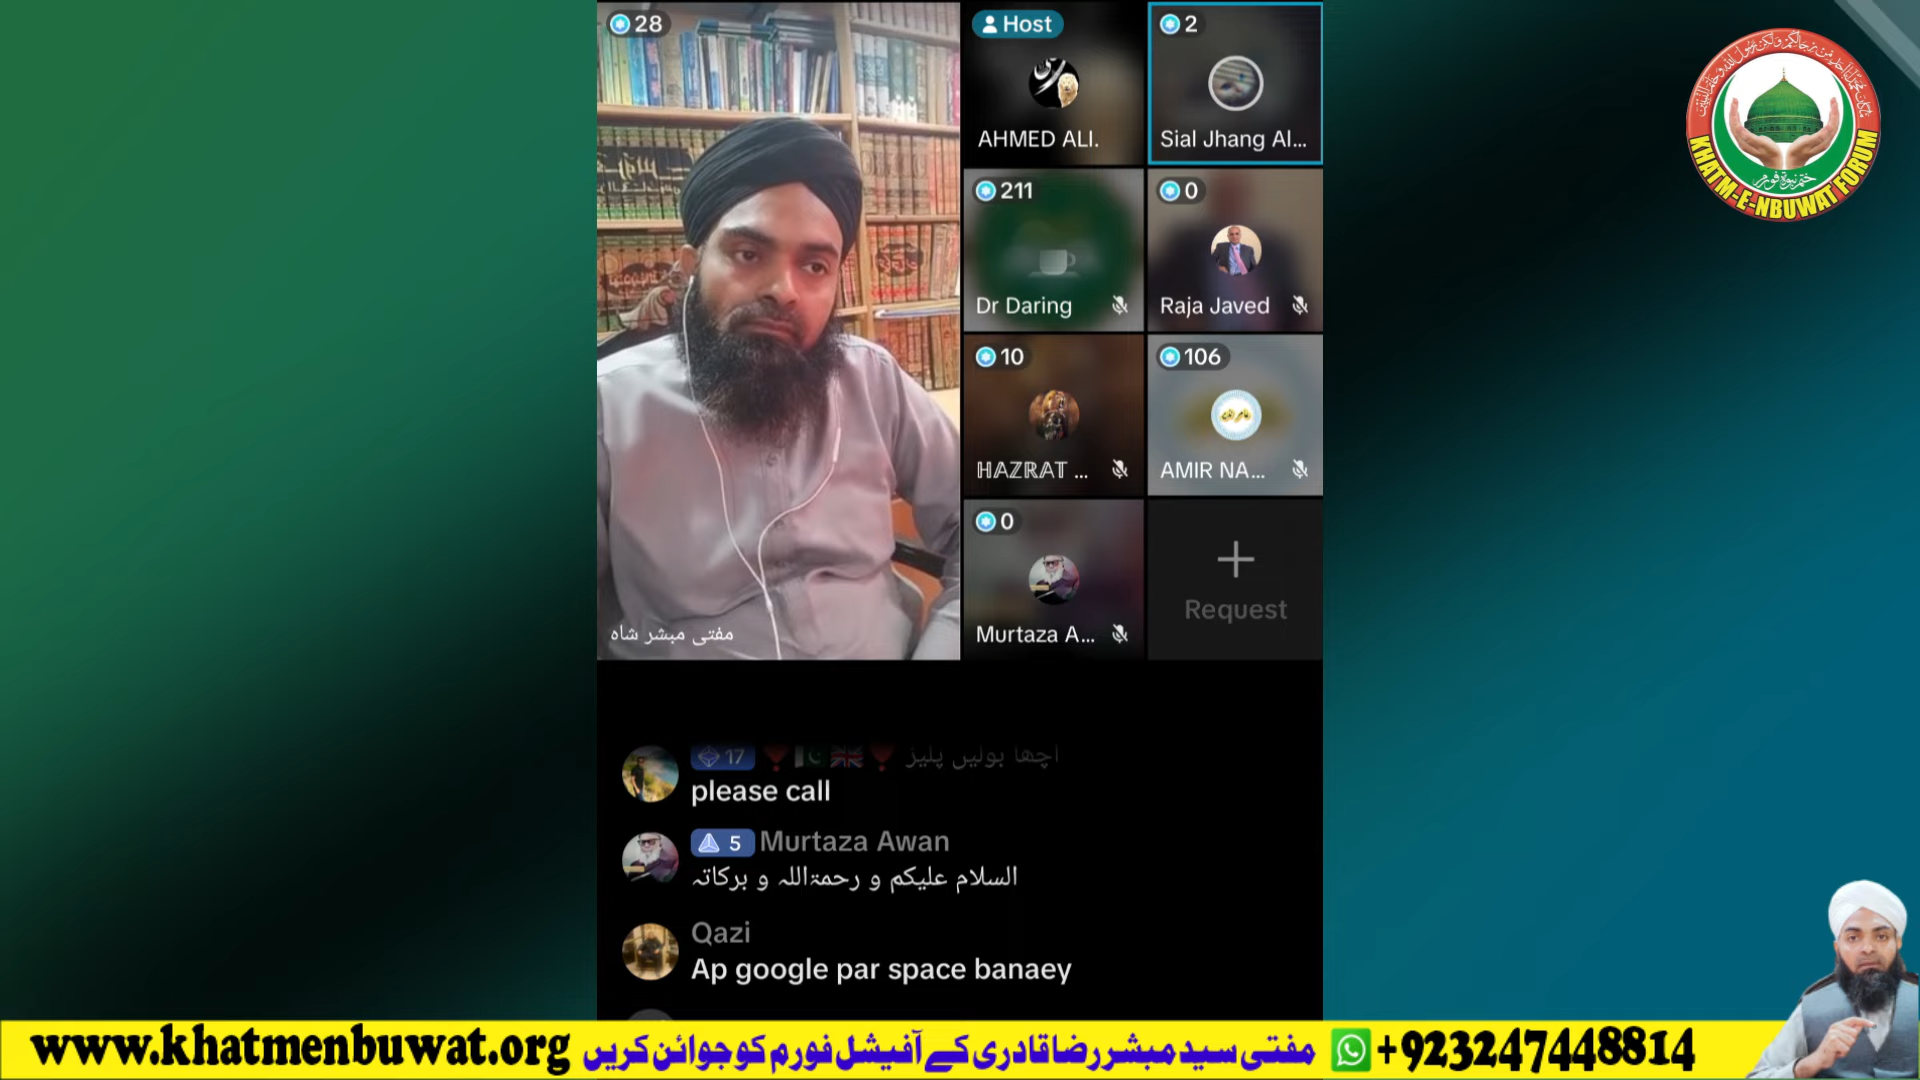 28
Host
AHMED ALI.
2
Sial Jhang Al...
211
Dr Daring
0
Raja Javed
10
ℍAZRAT ...
106
AMIR NA...
0
Murtaza A...
Request
مفتی مبشر شاہ
17 اچھا بولیں پلیز
please call
5 Murtaza Awan
السلام علیکم و رحمۃاللہ و برکاتہ
Qazi
Ap google par space banaey
ختم نبوة فورم
KHATM-E-NBUWAT FORUM
www.khatmenbuwat.org مفتی سید مبشر رضا قادری کے آفیشل فورم کو جوائن کریں +923247448814